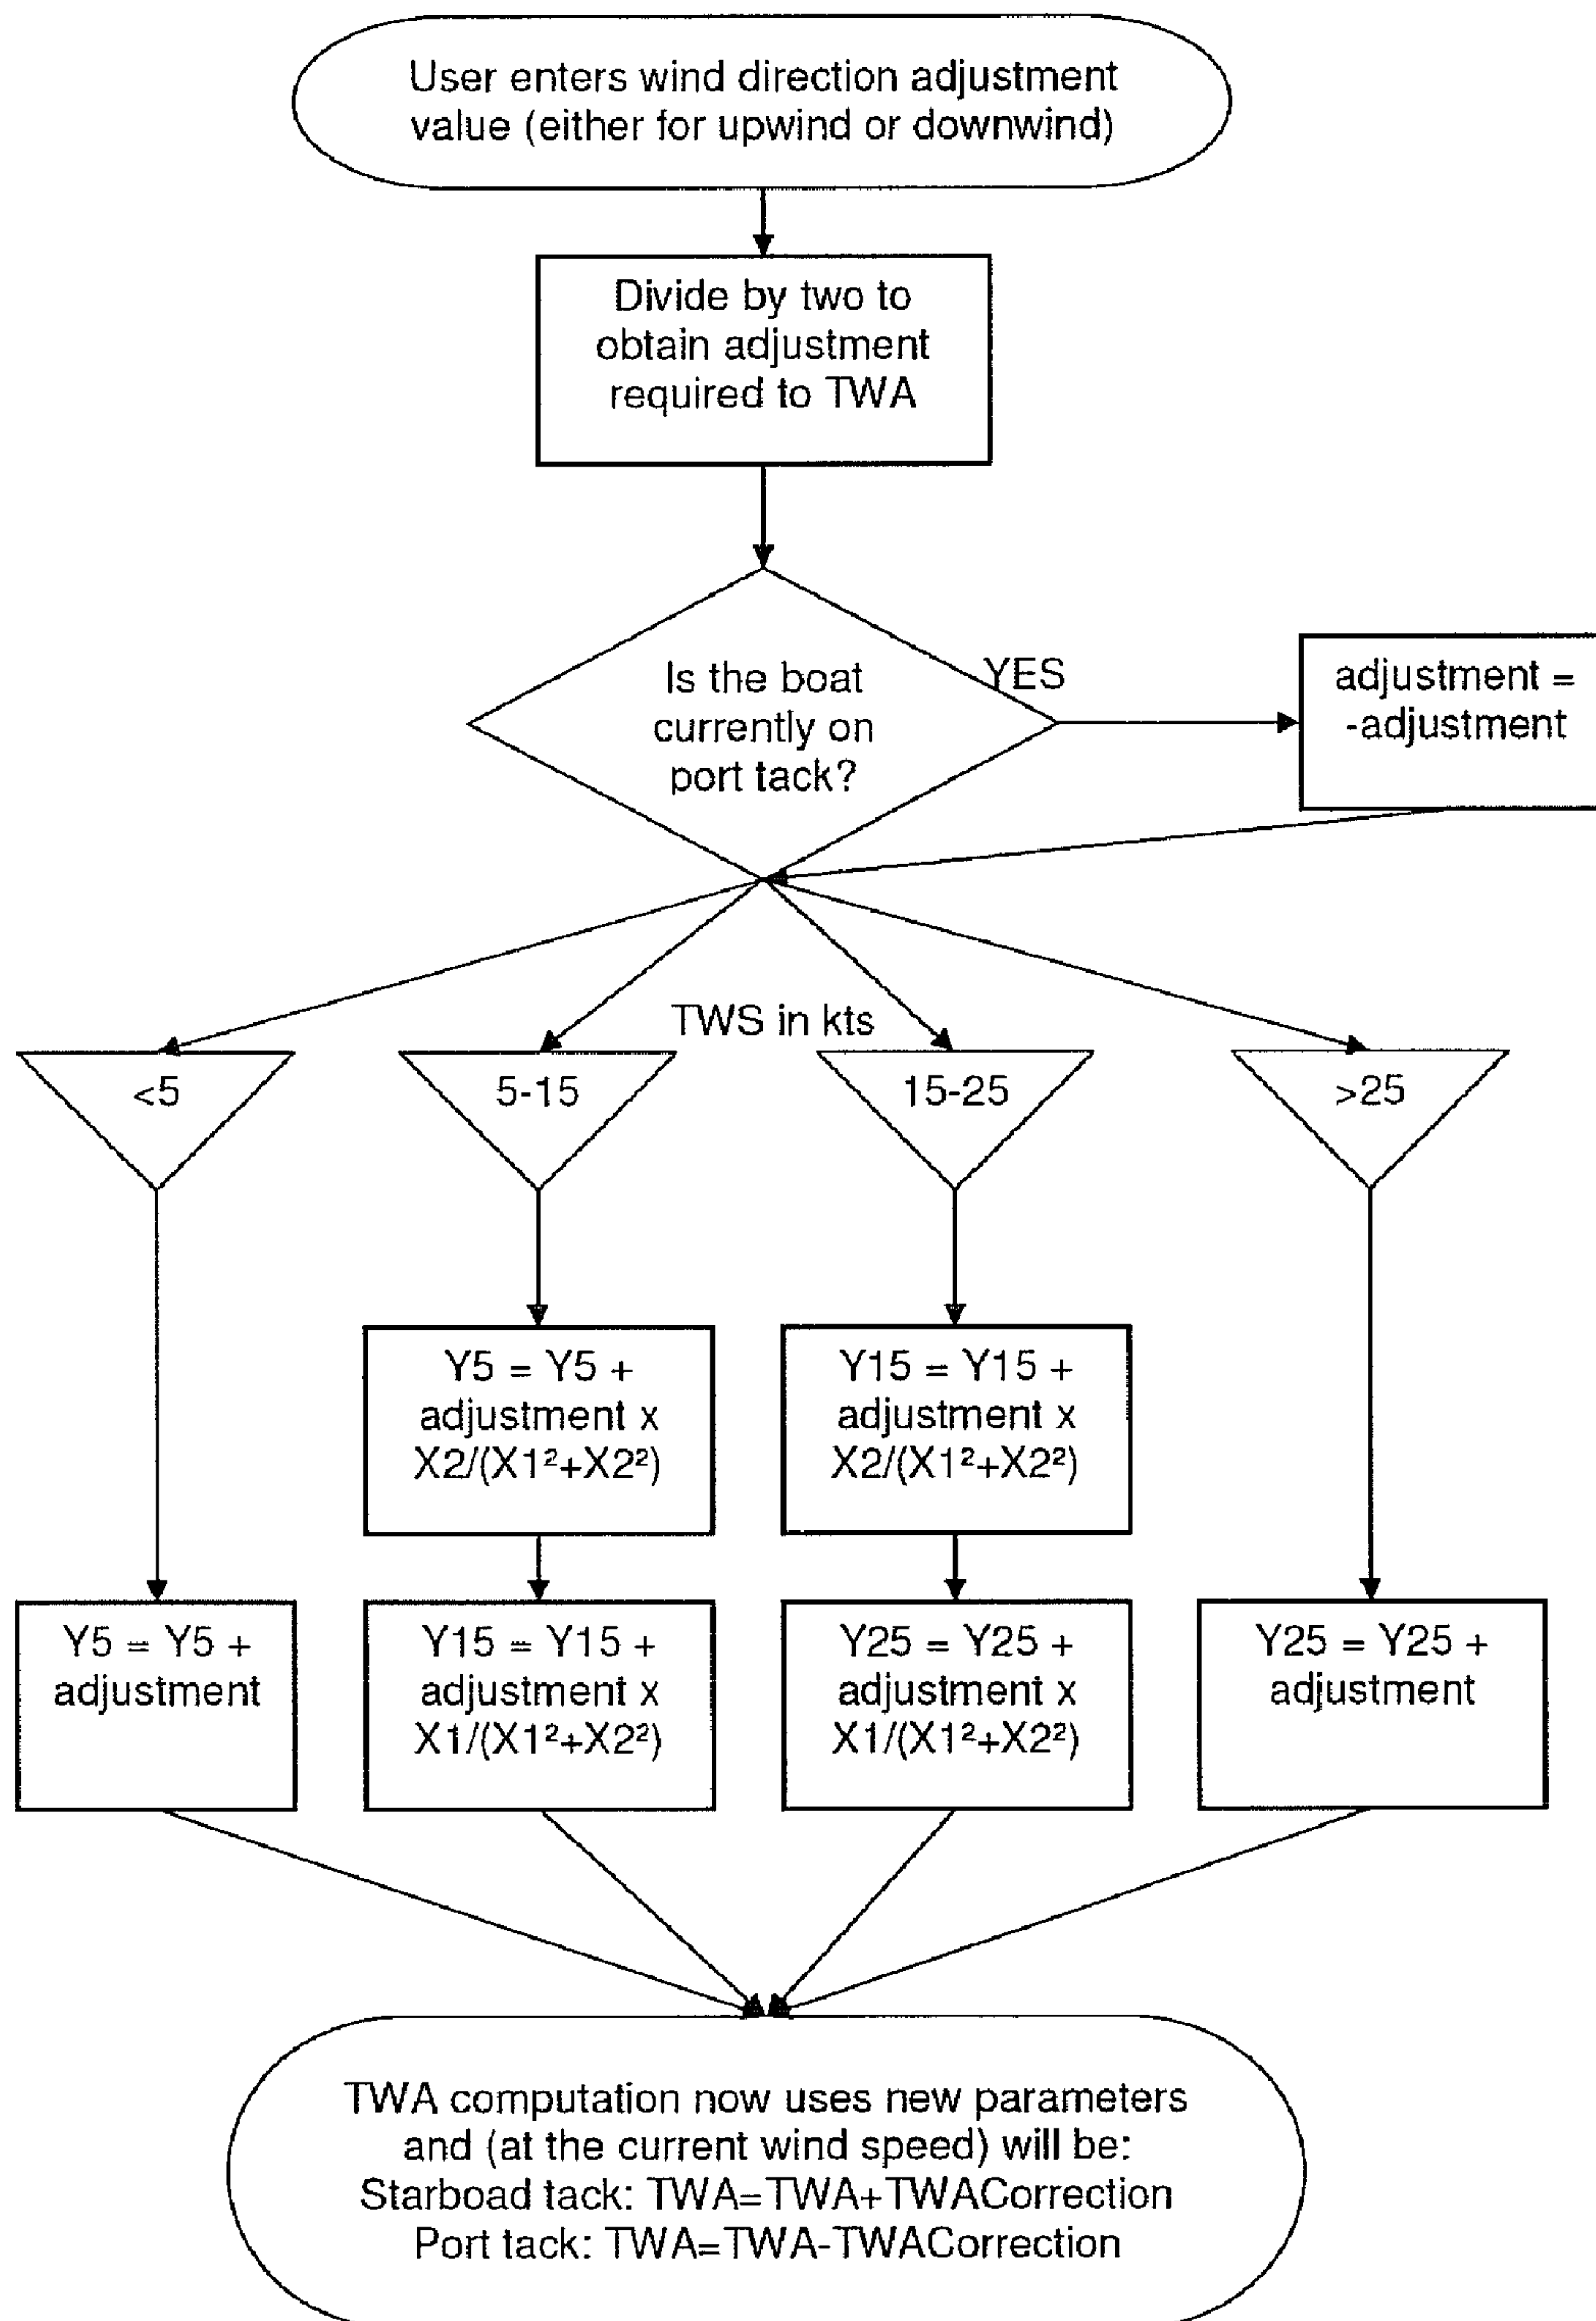 User enters wind direction adjustment
value (either for upwind or downwind)
Divide by two to
obtain adjustment
required to TWA
Is the boat
currently on
port tack?
YES
adjustment =
-adjustment
TWS in kts
<5
5-15
15-25
>25
Y5 = Y5 +
adjustment x
X2/(X1²+X2²)
Y15 = Y15 +
adjustment x
X2/(X1²+X2²)
Y5 = Y5 +
adjustment
Y15 = Y15 +
adjustment x
X1/(X1²+X2²)
Y25 = Y25 +
adjustment x
X1/(X1²+X2²)
Y25 = Y25 +
adjustment
TWA computation now uses new parameters
and (at the current wind speed) will be:
Starboad tack: TWA=TWA+TWACorrection
Port tack: TWA=TWA-TWACorrection